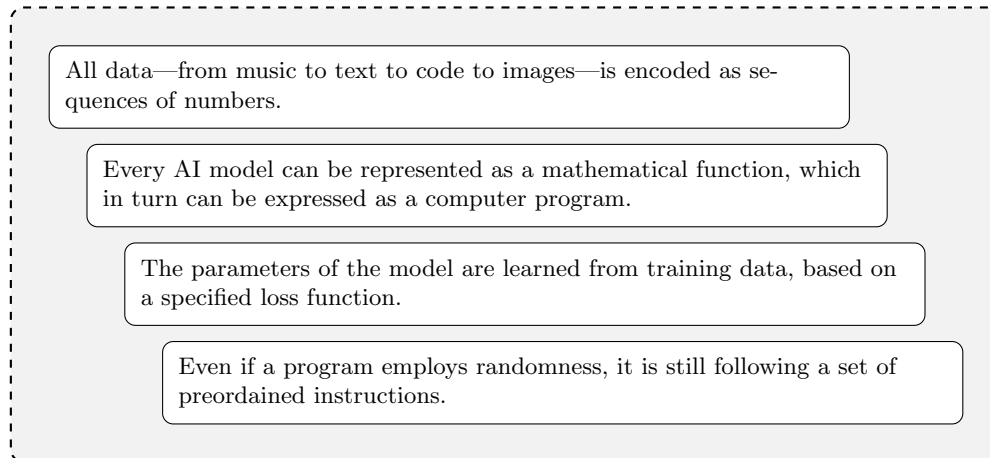 All data—from music to text to code to images—is encoded as se-
quences of numbers.
Every AI model can be represented as a mathematical function, which
in turn can be expressed as a computer program.
The parameters of the model are learned from training data, based on
a specified loss function.
Even if a program employs randomness, it is still following a set of
preordained instructions.